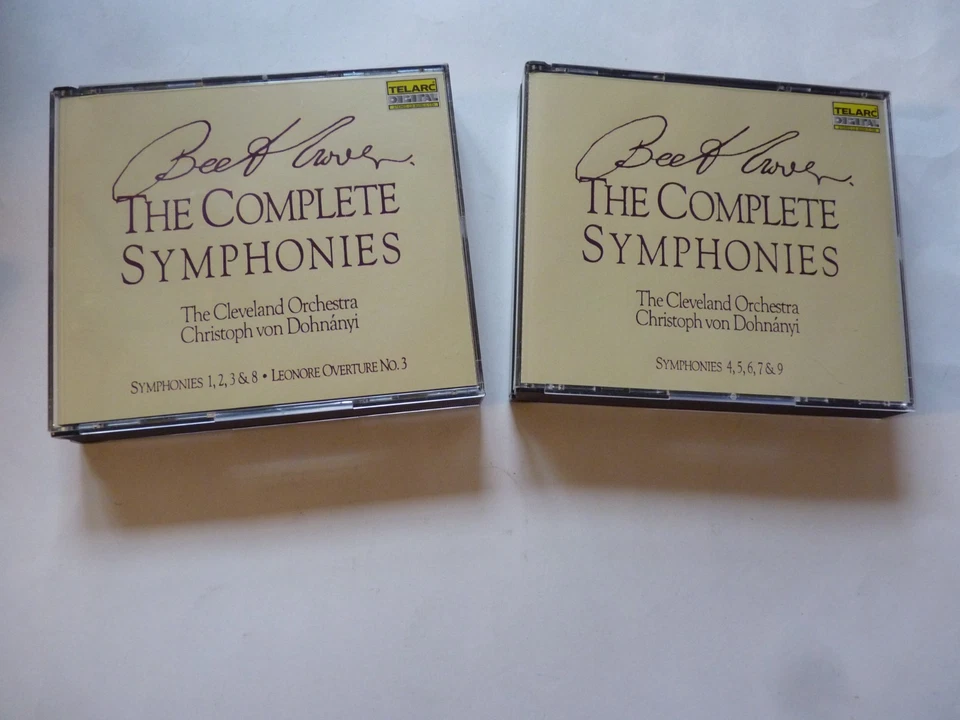 TELARC
DIGITAL
Beethoven.
THE COMPLETE
SYMPHONIES
The Cleveland Orchestra
Christoph von Dohnányi
SYMPHONIES 1, 2, 3 & 8 • LEONORE OVERTURE NO. 3
TELARC
DIGITAL
Beethoven.
THE COMPLETE
SYMPHONIES
The Cleveland Orchestra
Christoph von Dohnányi
SYMPHONIES 4, 5, 6, 7 & 9